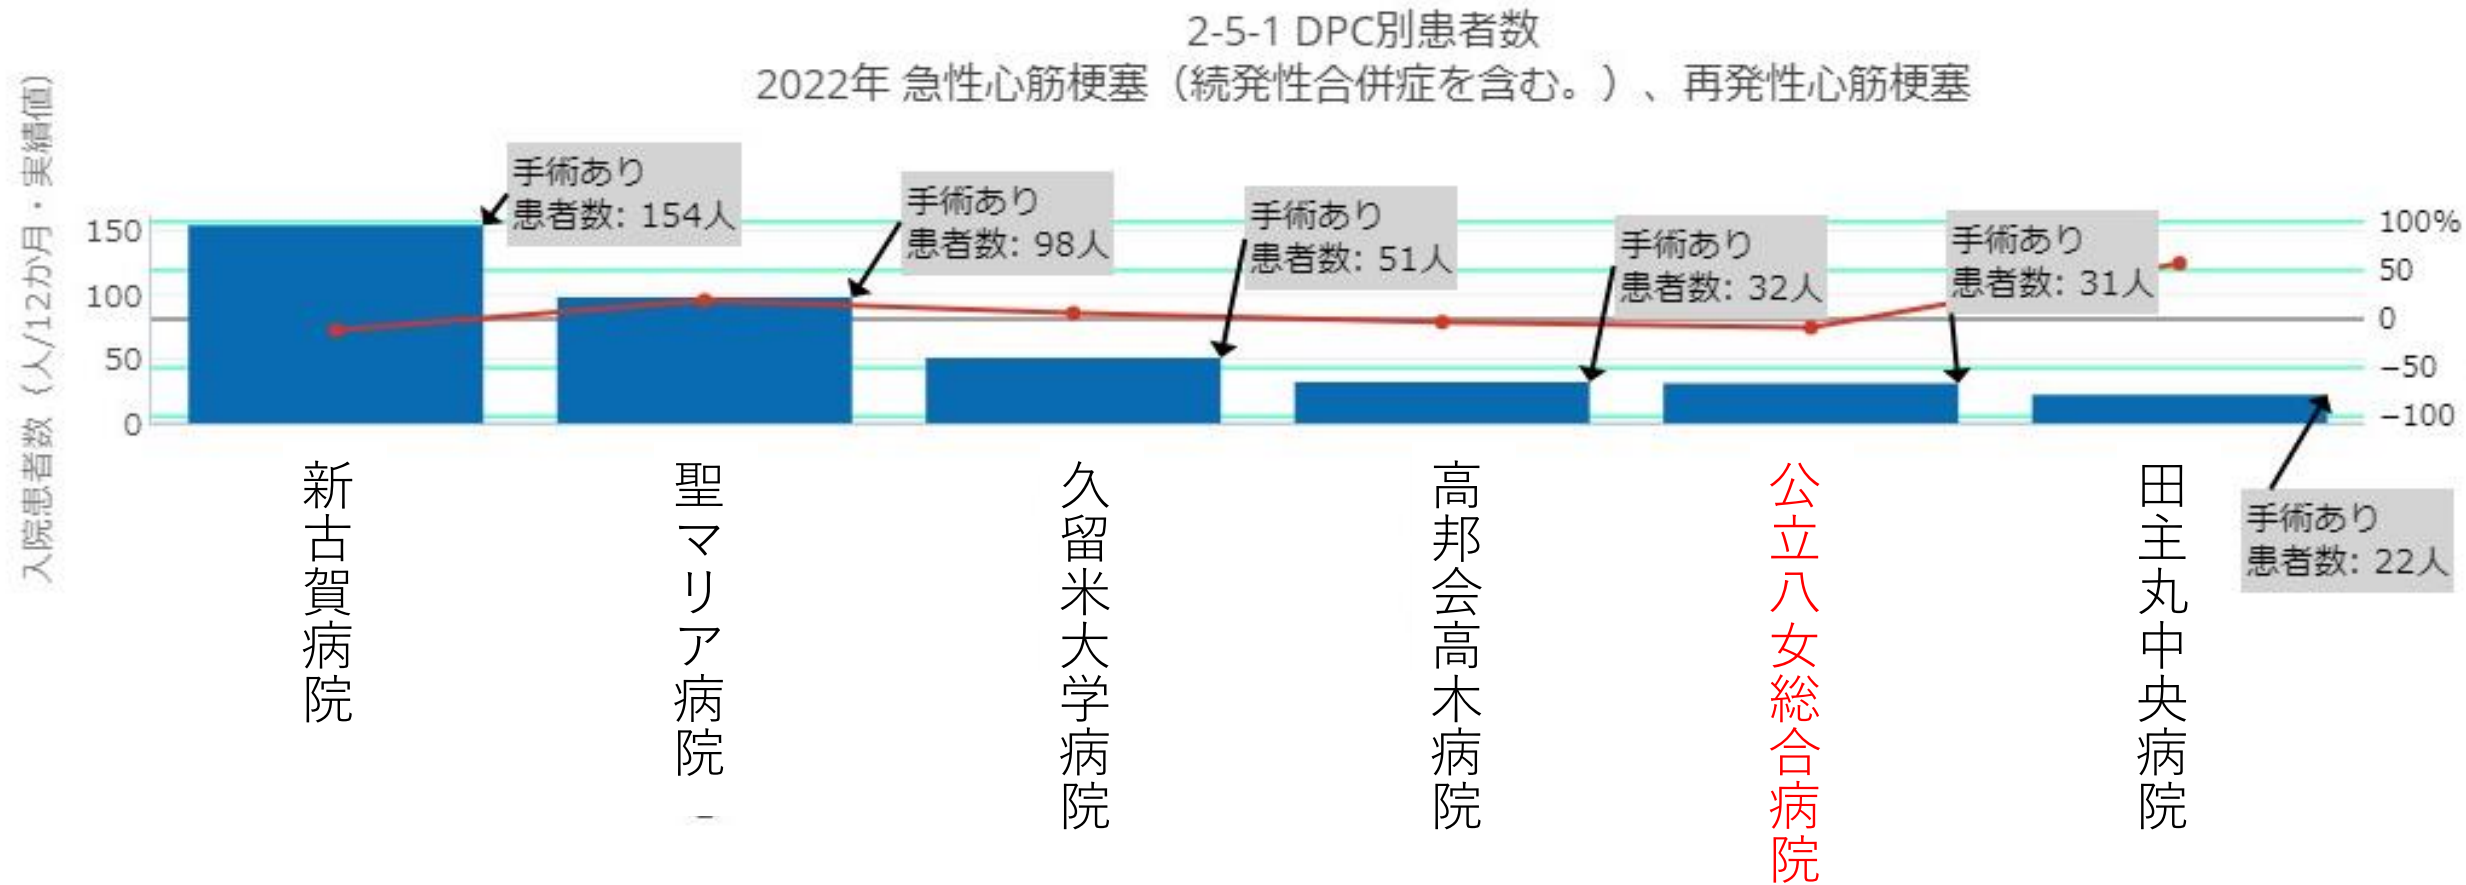 2-5-1 DPC別患者数
2022年 急性心筋梗塞（続発性合併症を含む。）、再発性心筋梗塞
入院患者数（人/12か月・実績値）
150
100
50
0
100%
50
0
−50
−100
手術あり
患者数: 154人
手術あり
患者数: 98人
手術あり
患者数: 51人
手術あり
患者数: 32人
手術あり
患者数: 31人
手術あり
患者数: 22人
新古賀病院
聖マリア病院
久留米大学病院
高邦会高木病院
公立八女総合病院
田主丸中央病院